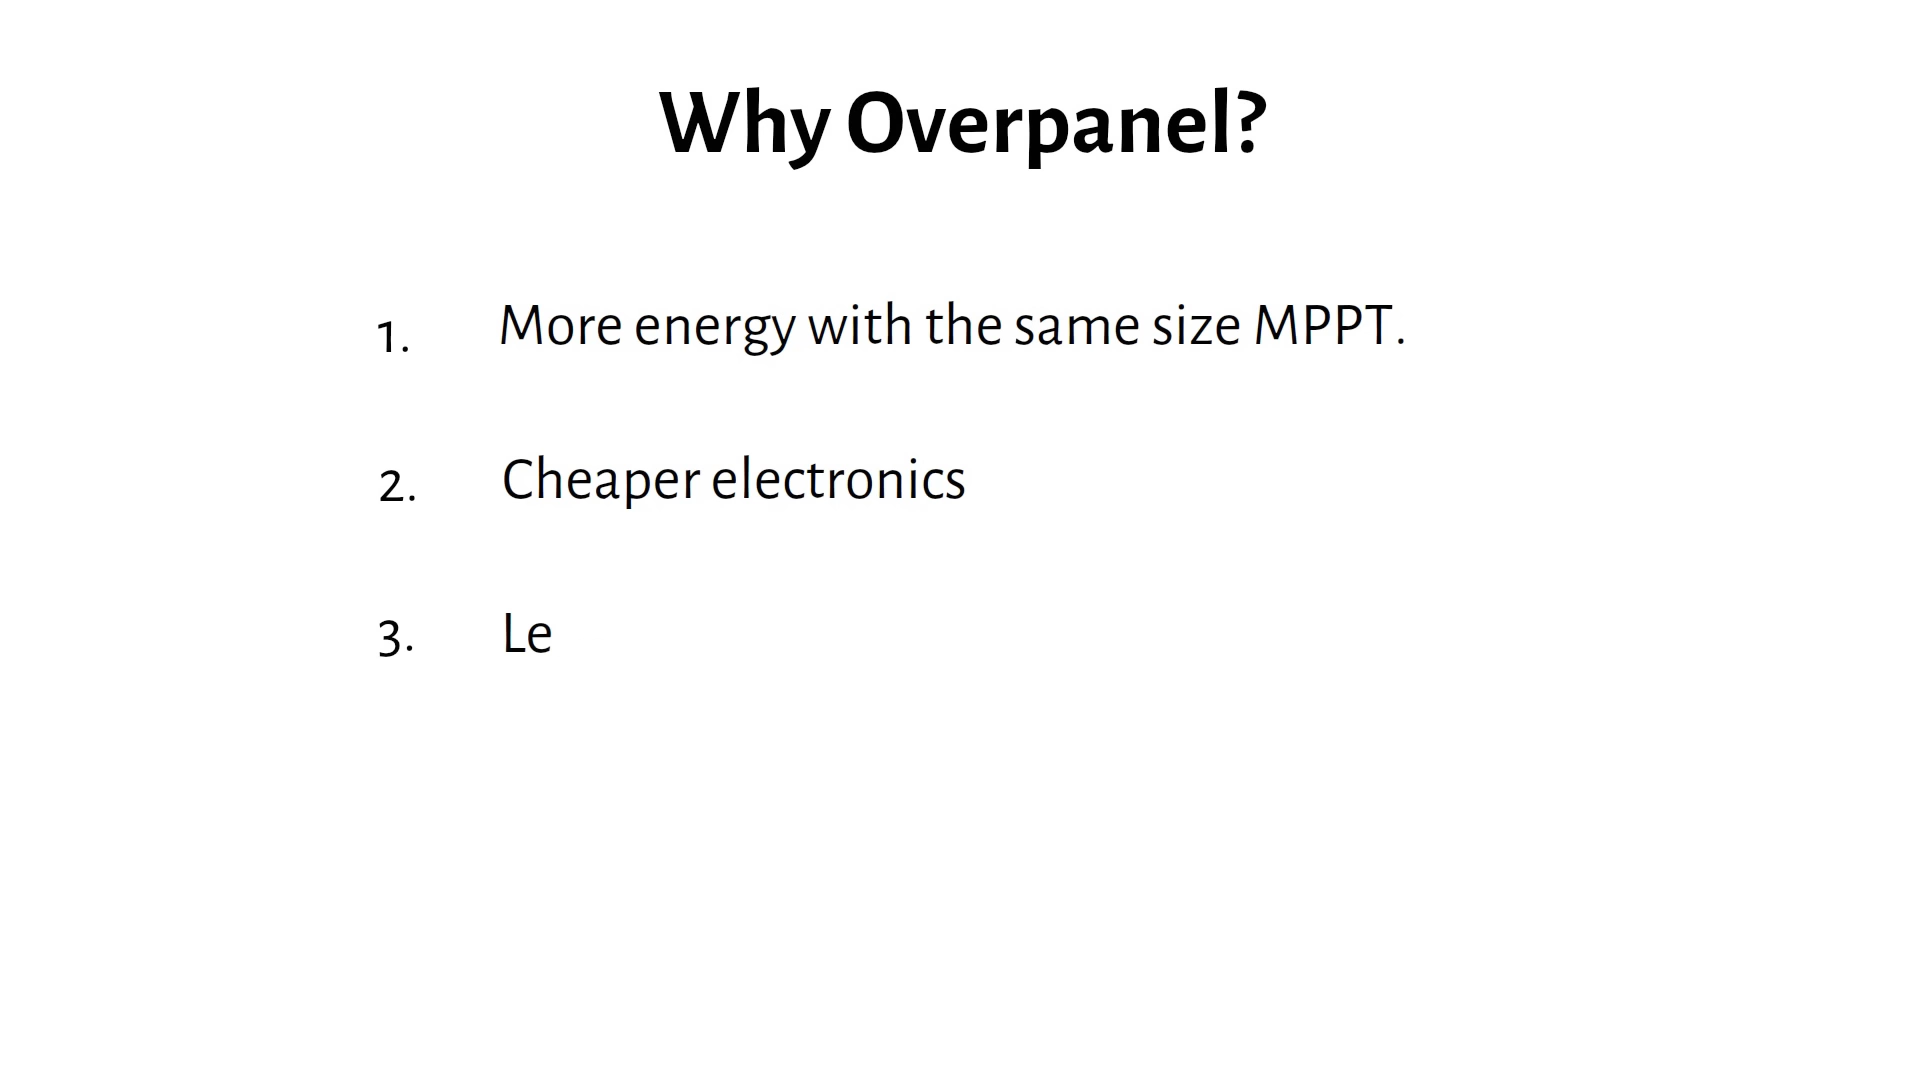 Why Overpanel?
1. More energy with the same size MPPT.
2. Cheaper electronics
3. Le